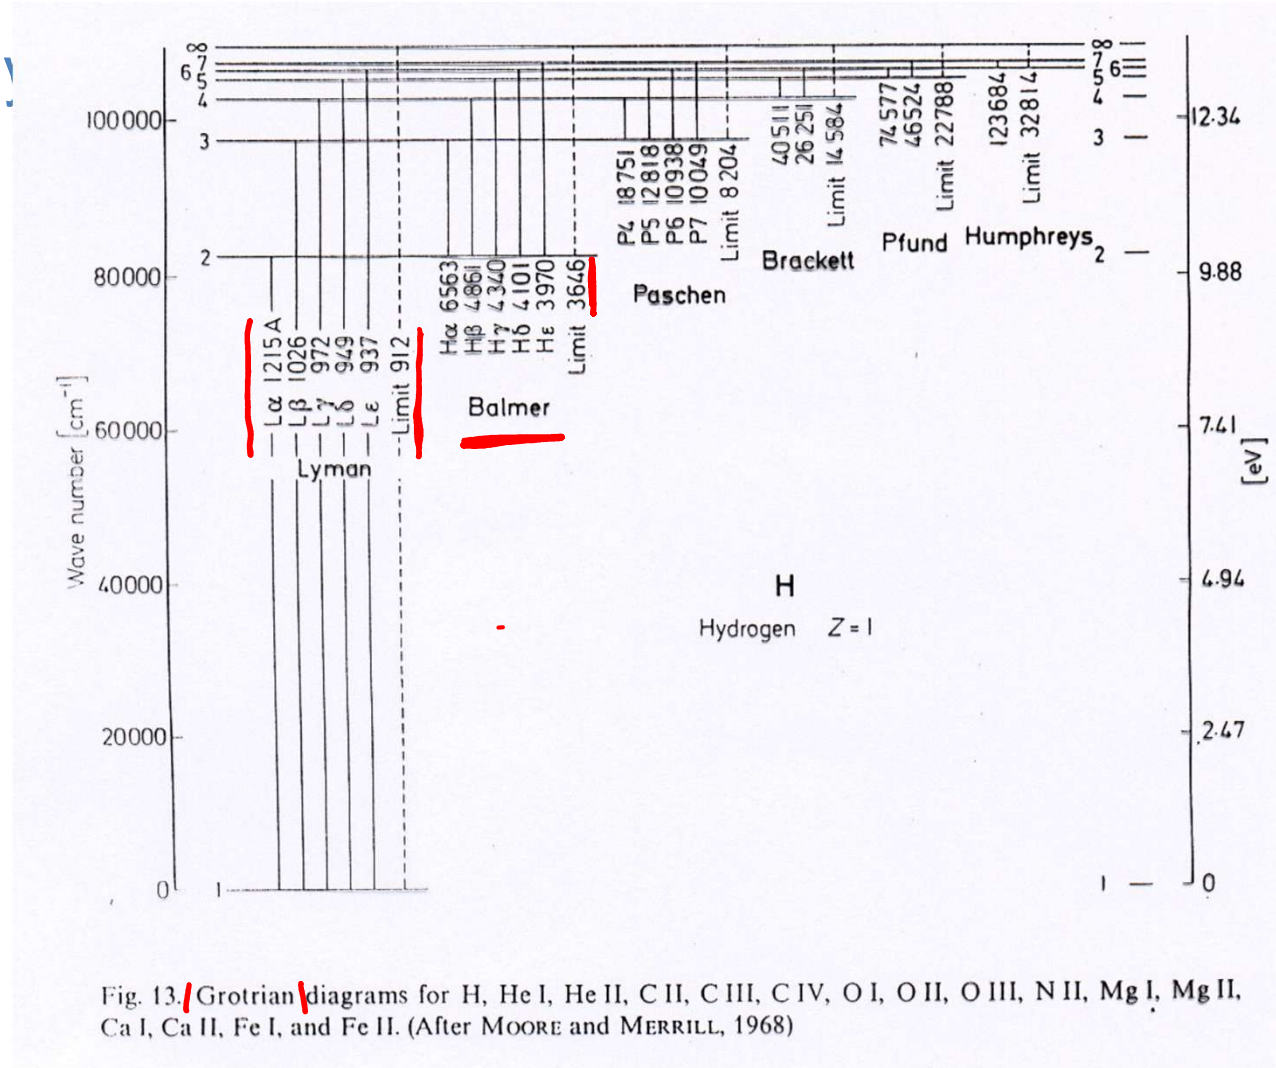 ∞
7
6
5
4
100000
3
2
80000
60000
40000
20000
0
1
Wave number [cm⁻¹]
Lα 1215A
Lβ 1026
Lγ 972
Lδ 949
Lε 937
Limit 912
Lyman
Hα 6563
Hβ 4861
Hγ 4340
Hδ 4101
Hε 3970
Limit 3646
Balmer
P4 18751
P5 12818
P6 10938
P7 10049
Limit 8204
Paschen
40511
26251
Limit 14584
Brackett
74577
46524
Limit 22788
Pfund
123684
Limit 32814
Humphreys
∞
7
6
5
4
3
2
1
12.34
9.88
7.41
4.94
2.47
0
[eV]
H
Hydrogen Z = 1
Fig. 13. Grotrian diagrams for H, He I, He II, C II, C III, C IV, O I, O II, O III, N II, Mg I, Mg II,
Ca I, Ca II, Fe I, and Fe II. (After MOORE and MERRILL, 1968)